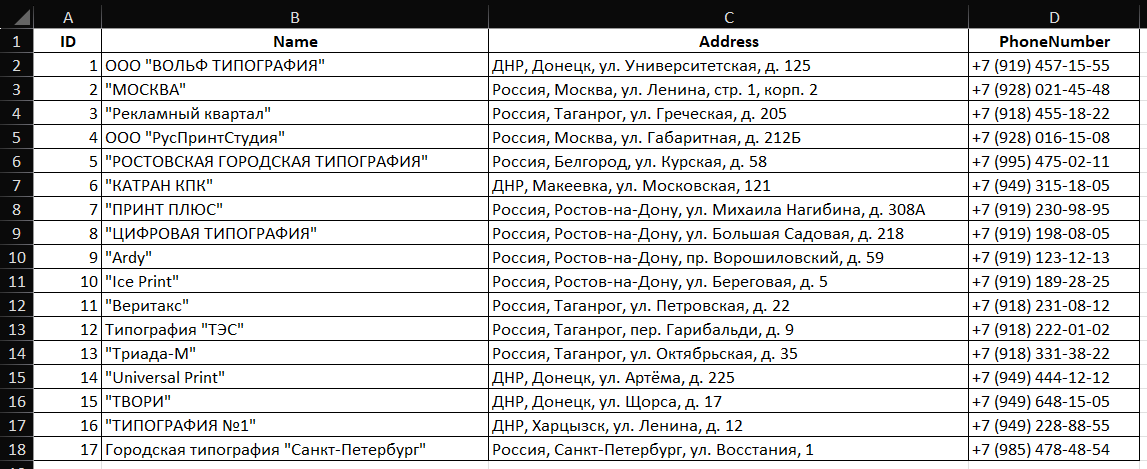 A B C D
1 ID Name Address PhoneNumber
2 1 ООО "ВОЛЬФ ТИПОГРАФИЯ" ДНР, Донецк, ул. Университетская, д. 125 +7 (919) 457-15-55
3 2 "МОСКВА" Россия, Москва, ул. Ленина, стр. 1, корп. 2 +7 (928) 021-45-48
4 3 "Рекламный квартал" Россия, Таганрог, ул. Греческая, д. 205 +7 (918) 455-18-22
5 4 ООО "РусПринтСтудия" Россия, Москва, ул. Габаритная, д. 212Б +7 (928) 016-15-08
6 5 "РОСТОВСКАЯ ГОРОДСКАЯ ТИПОГРАФИЯ" Россия, Белгород, ул. Курская, д. 58 +7 (995) 475-02-11
7 6 "КАТРАН КПК" ДНР, Макеевка, ул. Московская, 121 +7 (949) 315-18-05
8 7 "ПРИНТ ПЛЮС" Россия, Ростов-на-Дону, ул. Михаила Нагибина, д. 308А +7 (919) 230-98-95
9 8 "ЦИФРОВАЯ ТИПОГРАФИЯ" Россия, Ростов-на-Дону, ул. Большая Садовая, д. 218 +7 (919) 198-08-05
10 9 "Ardy" Россия, Ростов-на-Дону, пр. Ворошиловский, д. 59 +7 (919) 123-12-13
11 10 "Ice Print" Россия, Ростов-на-Дону, ул. Береговая, д. 5 +7 (919) 189-28-25
12 11 "Веритакс" Россия, Таганрог, ул. Петровская, д. 22 +7 (918) 231-08-12
13 12 Типография "ТЭС" Россия, Таганрог, пер. Гарибальди, д. 9 +7 (918) 222-01-02
14 13 "Триада-М" Россия, Таганрог, ул. Октябрьская, д. 35 +7 (918) 331-38-22
15 14 "Universal Print" ДНР, Донецк, ул. Артёма, д. 225 +7 (949) 444-12-12
16 15 "ТВОРИ" ДНР, Донецк, ул. Щорса, д. 17 +7 (949) 648-15-05
17 16 "ТИПОГРАФИЯ №1" ДНР, Харцызск, ул. Ленина, д. 12 +7 (949) 228-88-55
18 17 Городская типография "Санкт-Петербург" Россия, Санкт-Петербург, ул. Восстания, 1 +7 (985) 478-48-54